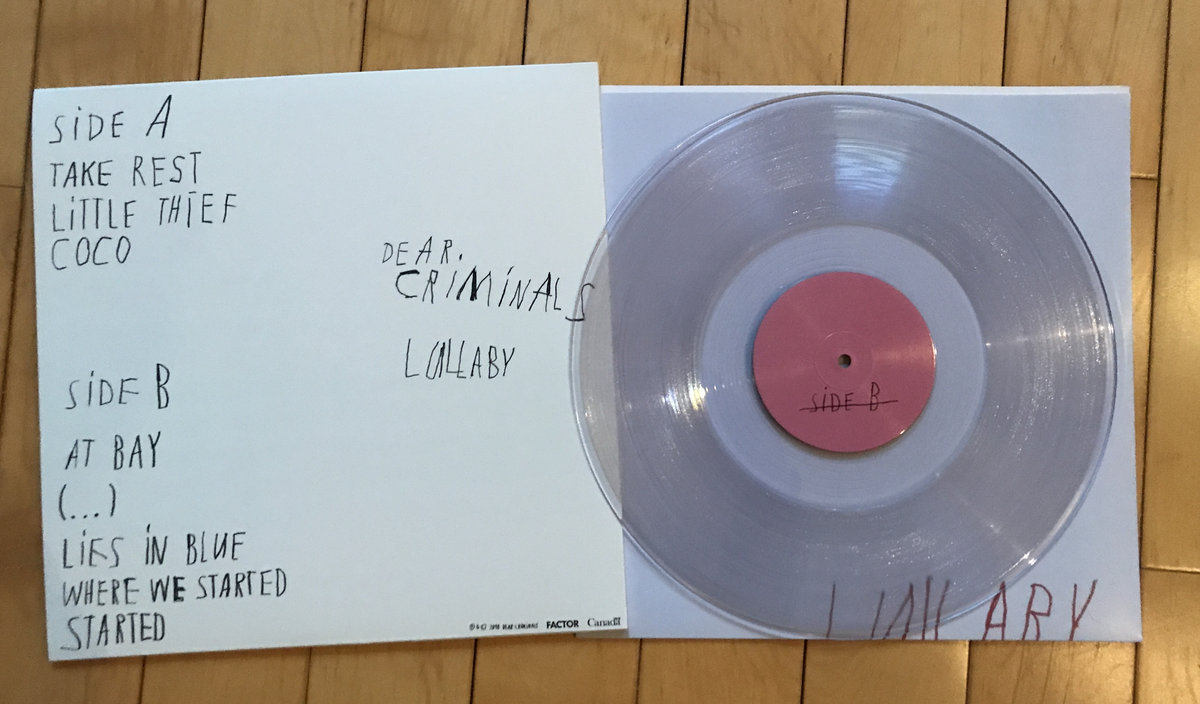 SiDE A
TAKE REST
LiTTLE THiEF
COCO
DEAR.
CRIMiNALS
LULLABY
SiDE B
AT BAY
(...)
LiES iN BLUE
WHERE WE STARTED
STARTED
FACTOR Canada
SiDE B
LULLABY